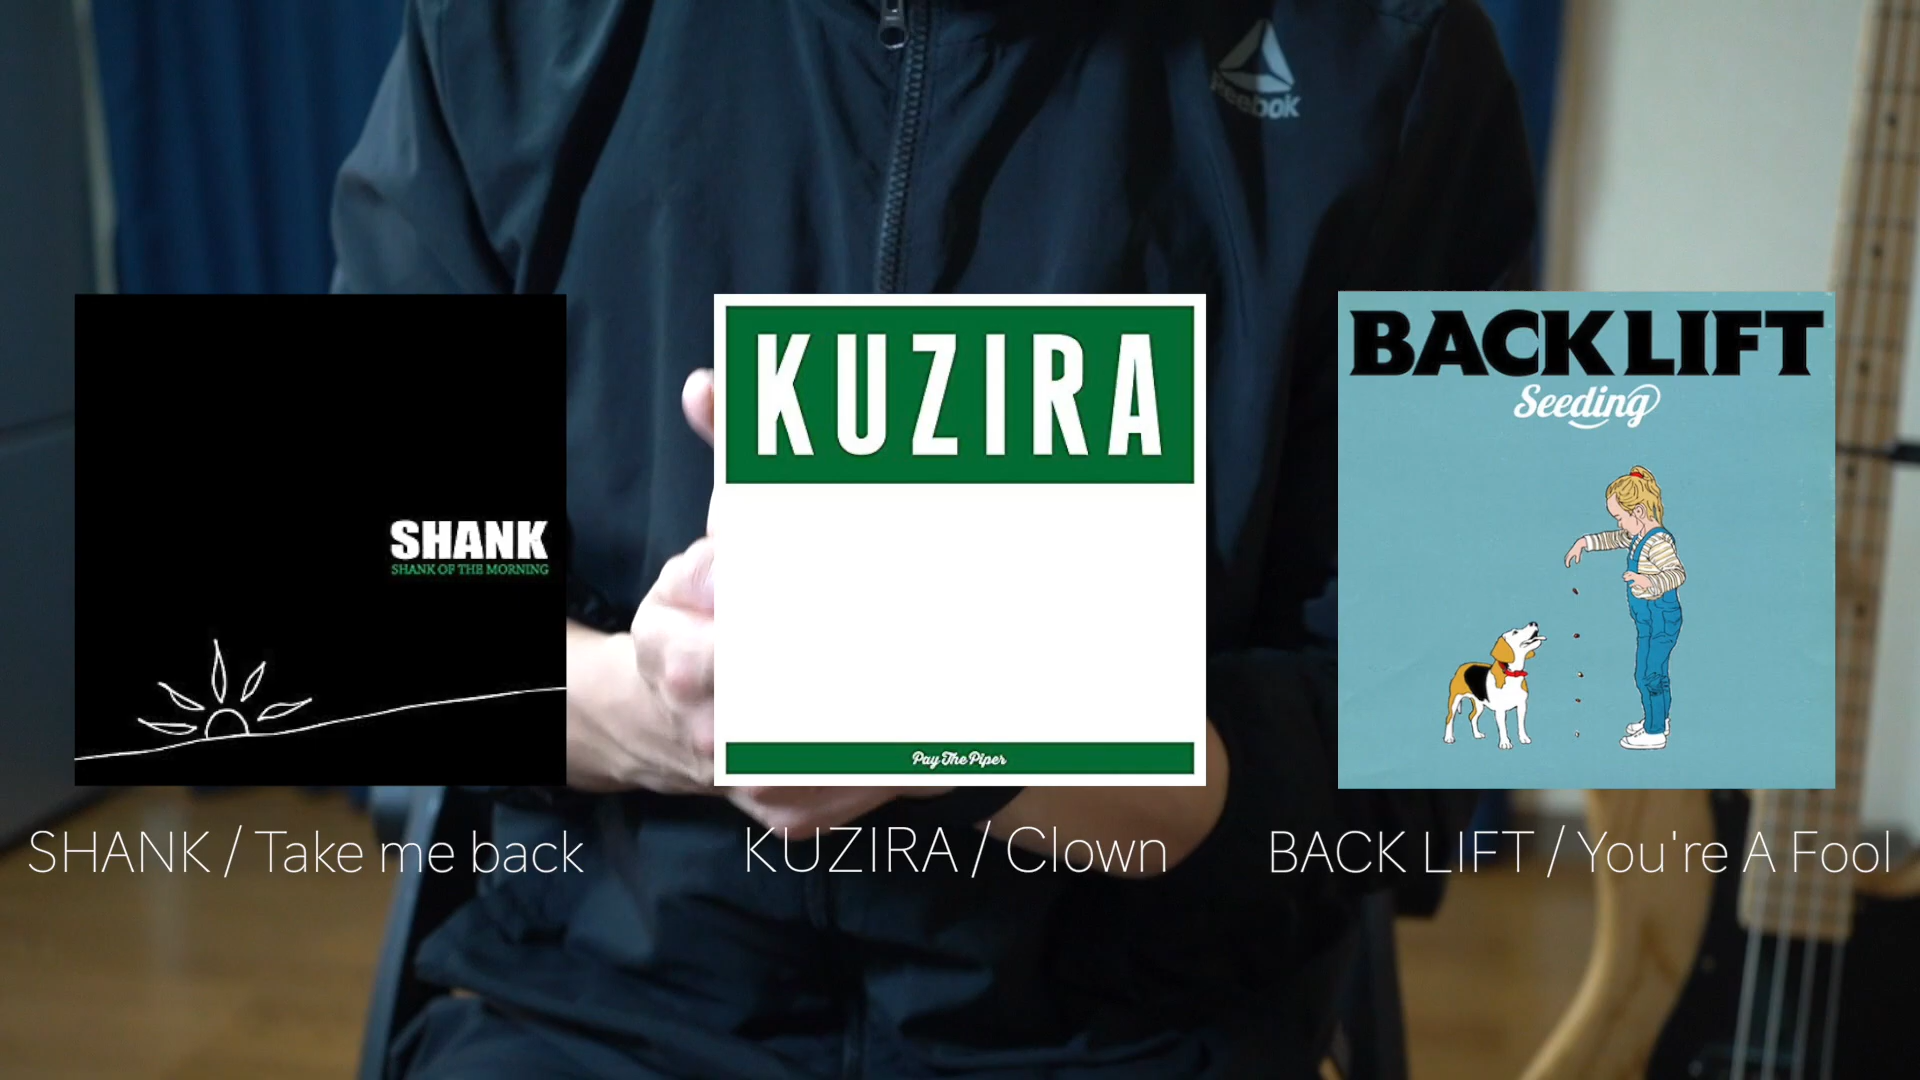 Reebok
SHANK
SHANK OF THE MORNING
SHANK / Take me back
KUZIRA
Pay The Piper
KUZIRA / Clown
BACK LIFT
Seeding
BACK LIFT / You're A Fool